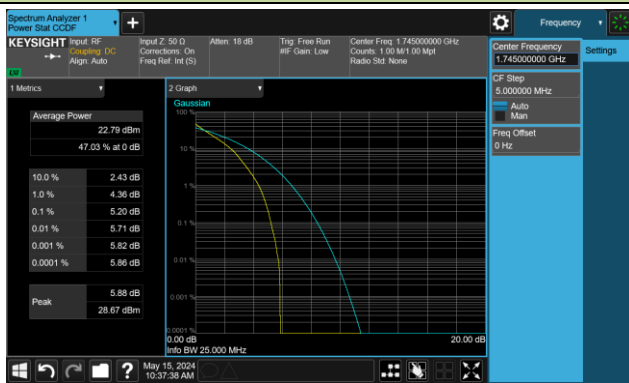 Spectrum Analyzer 1
Power Stat CCDF
Frequency
KEYSIGHT
Input: RF
Coupling: DC
Align: Auto
Input Z: 50 Ω
Corrections: On
Freq Ref: Int (S)
Atten: 18 dB
Trig: Free Run
#IF Gain: Low
Center Freq: 1.745000000 GHz
Counts: 1.00 M/1.00 Mpt
Radio Std: None
Center Frequency
1.745000000 GHz
Settings
CF Step
5.000000 MHz
Auto
Man
Freq Offset
0 Hz
1 Metrics
Average Power
22.79 dBm
47.03 % at 0 dB
10.0 % 2.43 dB
1.0 % 4.36 dB
0.1 % 5.20 dB
0.01 % 5.71 dB
0.001 % 5.82 dB
0.0001 % 5.86 dB
Peak
5.88 dB
28.67 dBm
2 Graph
Gaussian
100 %
10 %
1 %
0.1 %
0.01 %
0.001 %
0.0001 %
0.00 dB
20.00 dB
Info BW 25.000 MHz
May 15, 2024
10:37:38 AM